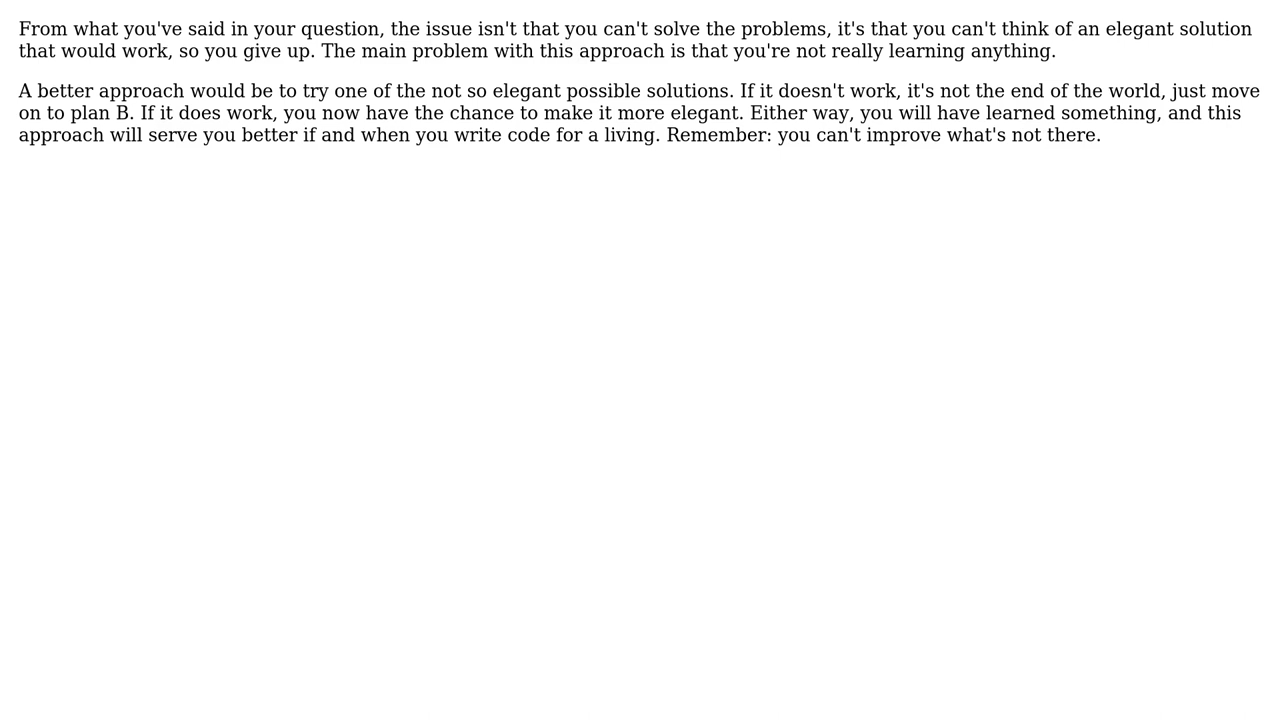 From what you've said in your question, the issue isn't that you can't solve the problems, it's that you can't think of an elegant solution
that would work, so you give up. The main problem with this approach is that you're not really learning anything.
A better approach would be to try one of the not so elegant possible solutions. If it doesn't work, it's not the end of the world, just move
on to plan B. If it does work, you now have the chance to make it more elegant. Either way, you will have learned something, and this
approach will serve you better if and when you write code for a living. Remember: you can't improve what's not there.